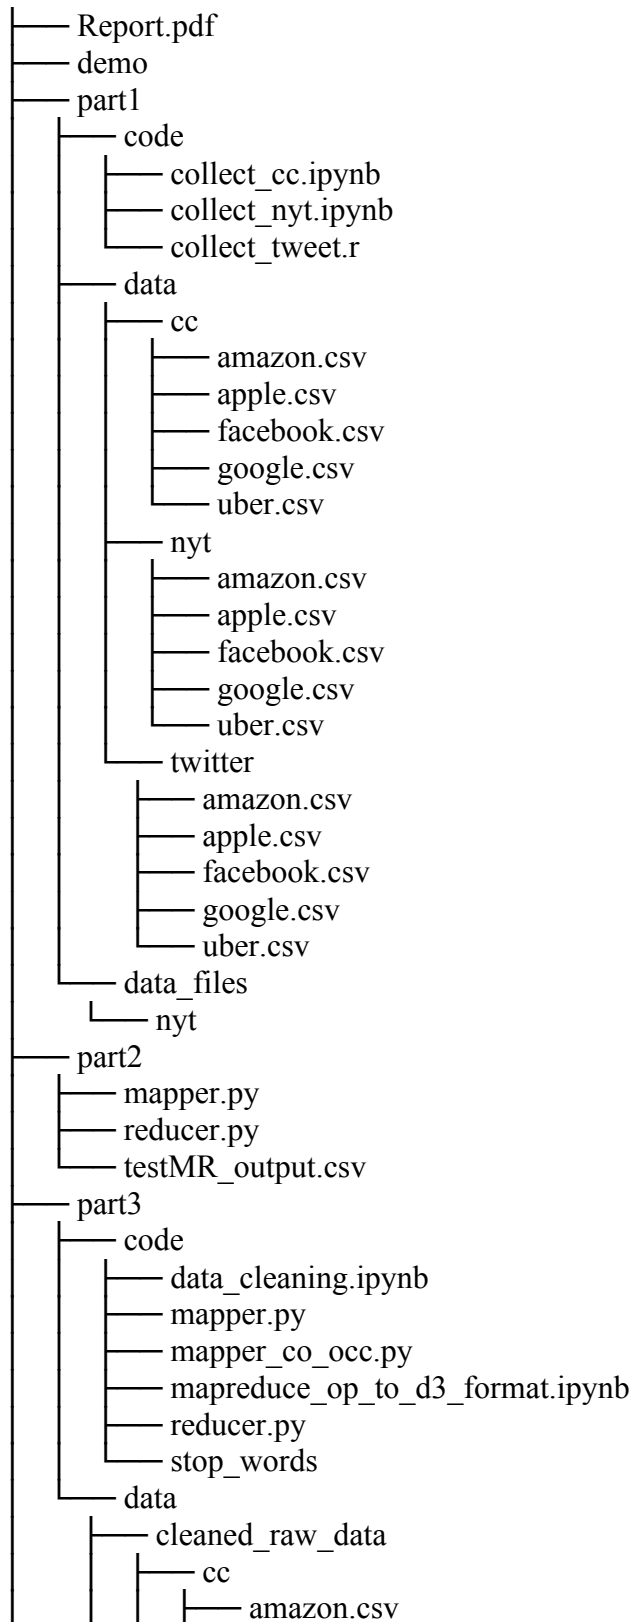 Report.pdf
demo
part1
code
collect_cc.ipynb
collect_nyt.ipynb
collect_tweet.r
data
cc
amazon.csv
apple.csv
facebook.csv
google.csv
uber.csv
nyt
amazon.csv
apple.csv
facebook.csv
google.csv
uber.csv
twitter
amazon.csv
apple.csv
facebook.csv
google.csv
uber.csv
data_files
nyt
part2
mapper.py
reducer.py
testMR_output.csv
part3
code
data_cleaning.ipynb
mapper.py
mapper_co_occ.py
mapreduce_op_to_d3_format.ipynb
reducer.py
stop_words
data
cleaned_raw_data
cc
amazon.csv